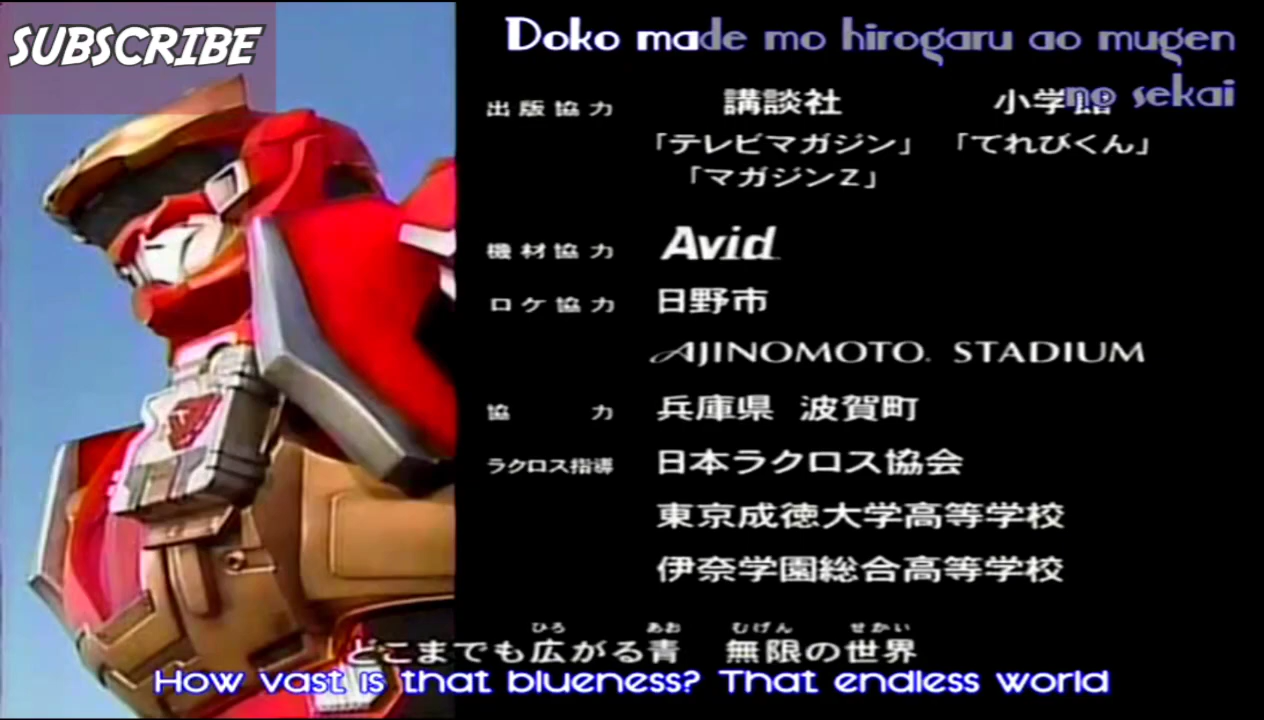 SUBSCRIBE
Doko made mo hirogaru ao mugen
no sekai
出版協力 講談社 小学館
「テレビマガジン」 「てれびくん」
「マガジンZ」
機材協力 Avid
ロケ協力 日野市
AJINOMOTO. STADIUM
協力 兵庫県 波賀町
ラクロス指導 日本ラクロス協会
東京成徳大学高等学校
伊奈学園総合高等学校
ひろ あお むげん せかい
どこまでも広がる青 無限の世界
How vast is that blueness? That endless world